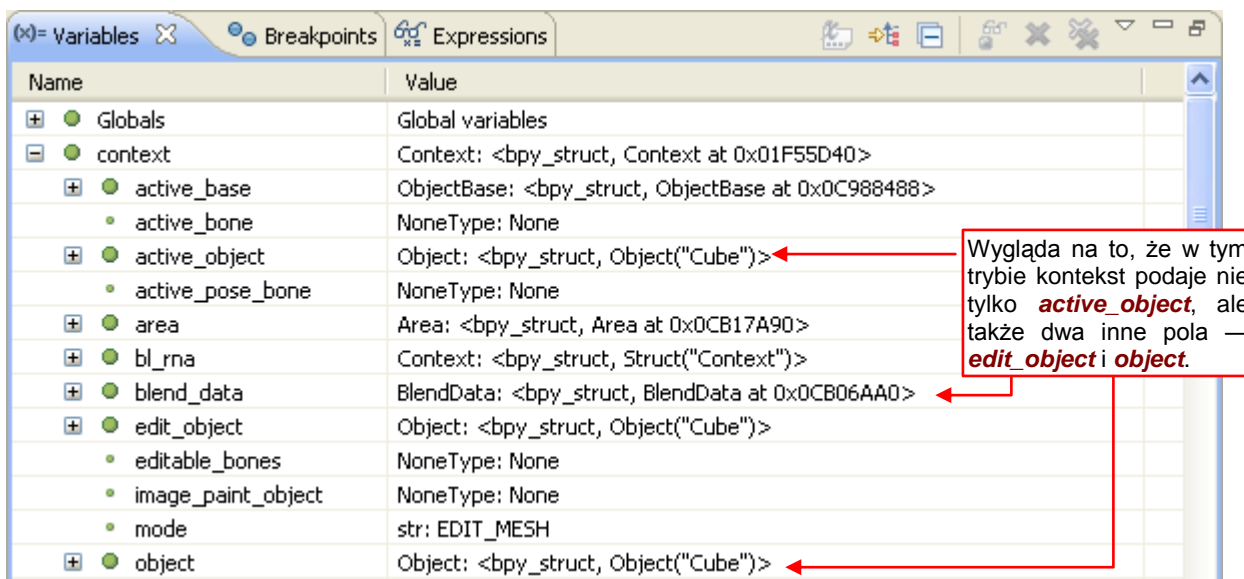 (x)= Variables Breakpoints Expressions
Name Value
Globals Global variables
context Context: <bpy_struct, Context at 0x01F55D40>
active_base ObjectBase: <bpy_struct, ObjectBase at 0x0C988488>
active_bone NoneType: None
active_object Object: <bpy_struct, Object("Cube")>
active_pose_bone NoneType: None
area Area: <bpy_struct, Area at 0x0CB17A90>
bl_rna Context: <bpy_struct, Struct("Context")>
blend_data BlendData: <bpy_struct, BlendData at 0x0CB06AA0>
edit_object Object: <bpy_struct, Object("Cube")>
editable_bones NoneType: None
image_paint_object NoneType: None
mode str: EDIT_MESH
object Object: <bpy_struct, Object("Cube")>
Wygląda na to, że w tym
trybie kontekst podaje nie
tylko active_object, ale
także dwa inne pola —
edit_object i object.